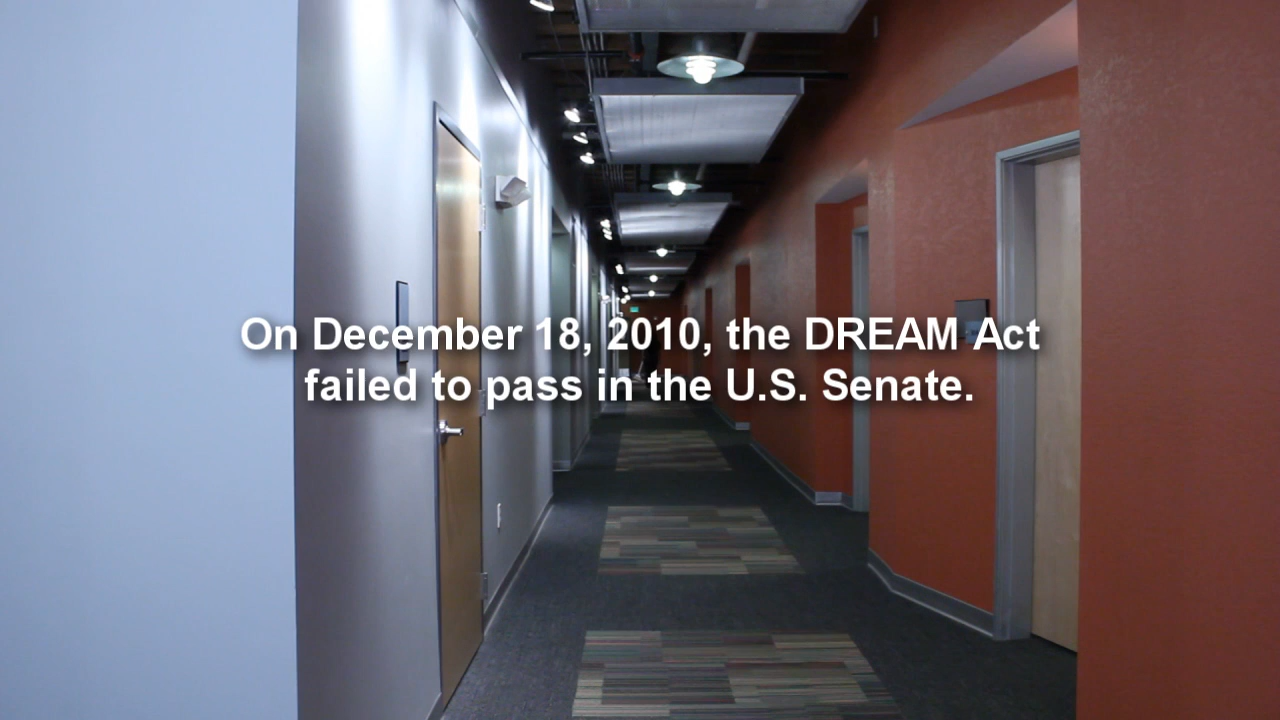 On December 18, 2010, the DREAM Act
failed to pass in the U.S. Senate.